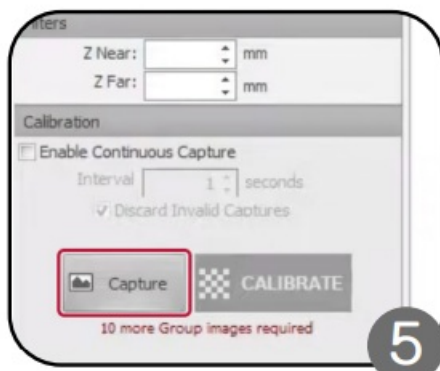 Filters
Z Near: mm
Z Far: mm
Calibration
Enable Continuous Capture
Interval 1 seconds
Discard Invalid Captures
Capture CALIBRATE
10 more Group images required
5